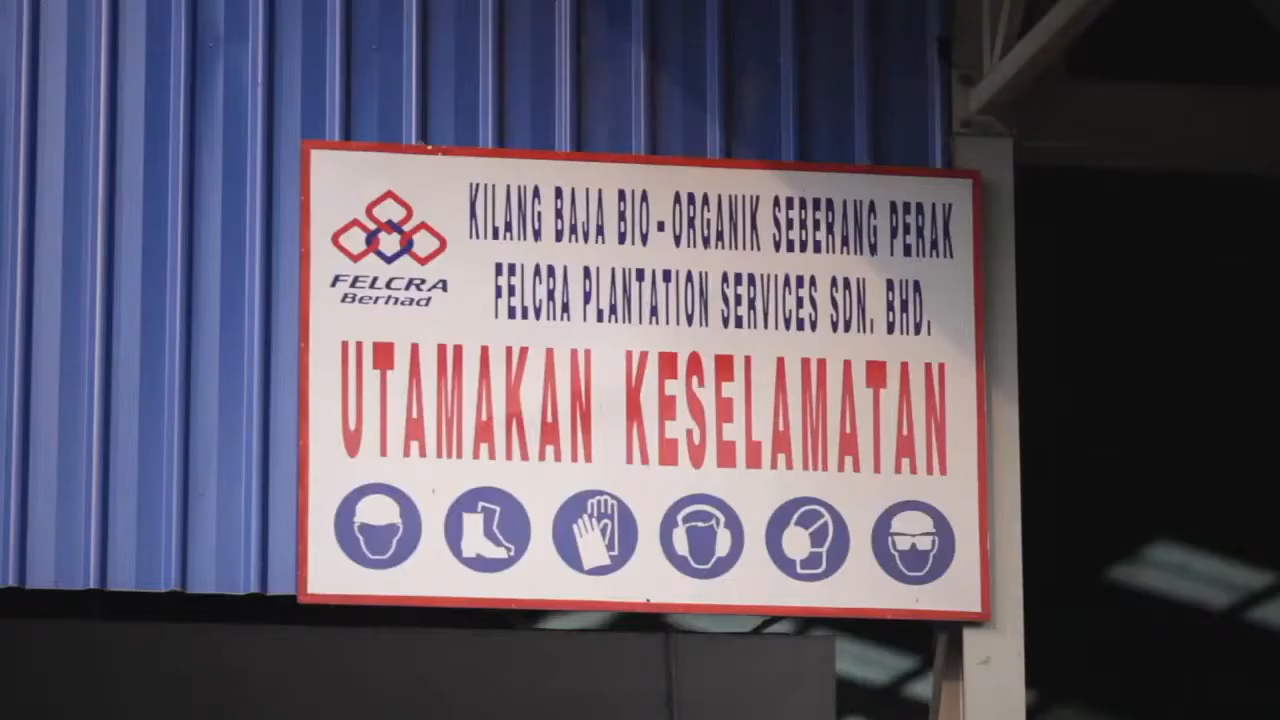 KILANG BAJA BIO-ORGANIK SEBERANG PERAK
FELCRA PLANTATION SERVICES SDN. BHD.
FELCRA
Berhad
UTAMAKAN KESELAMATAN